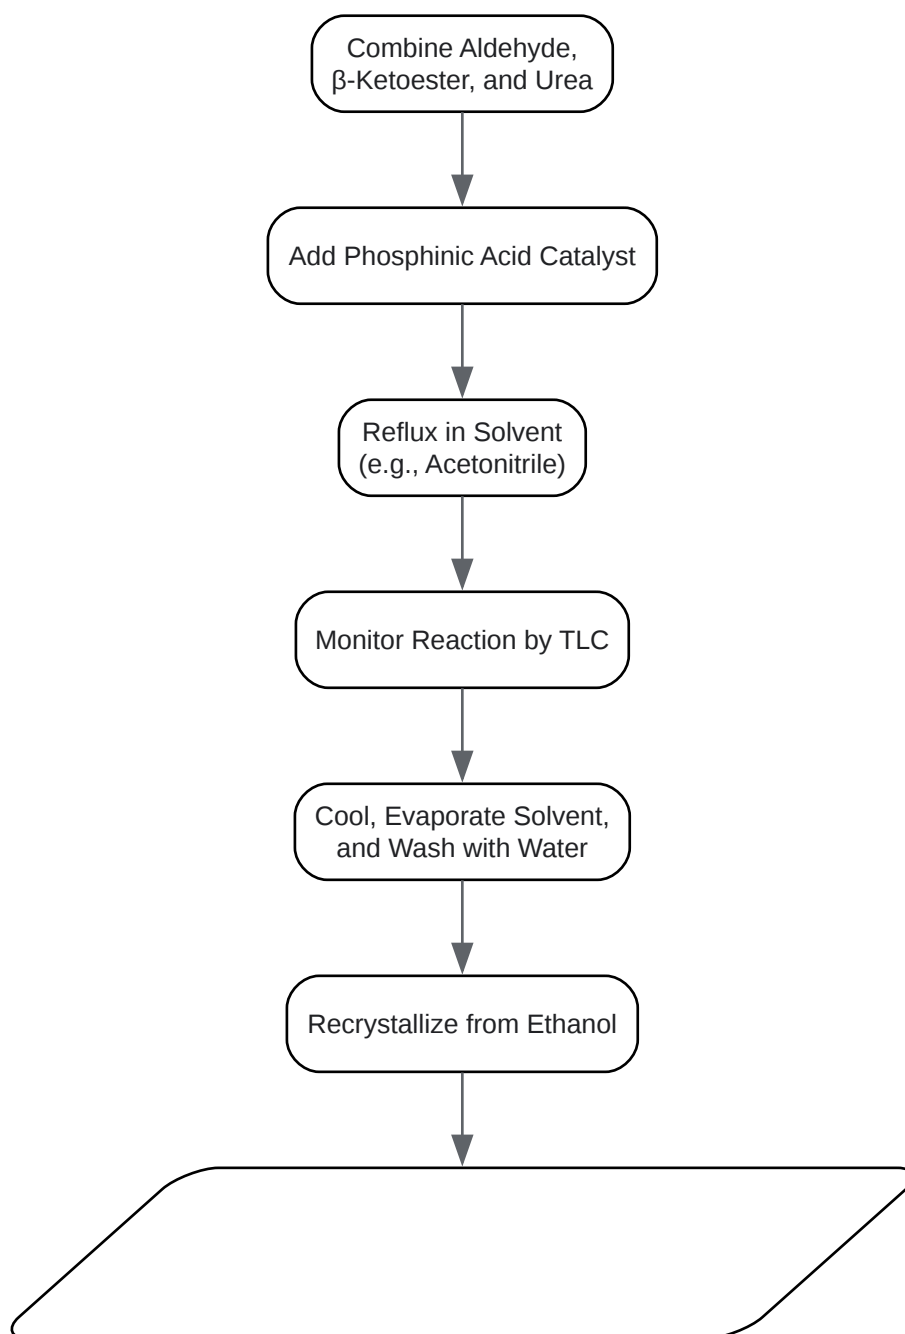 Combine Aldehyde,
β-Ketoester, and Urea
Add Phosphinic Acid Catalyst
Reflux in Solvent
(e.g., Acetonitrile)
Monitor Reaction by TLC
Cool, Evaporate Solvent,
and Wash with Water
Recrystallize from Ethanol